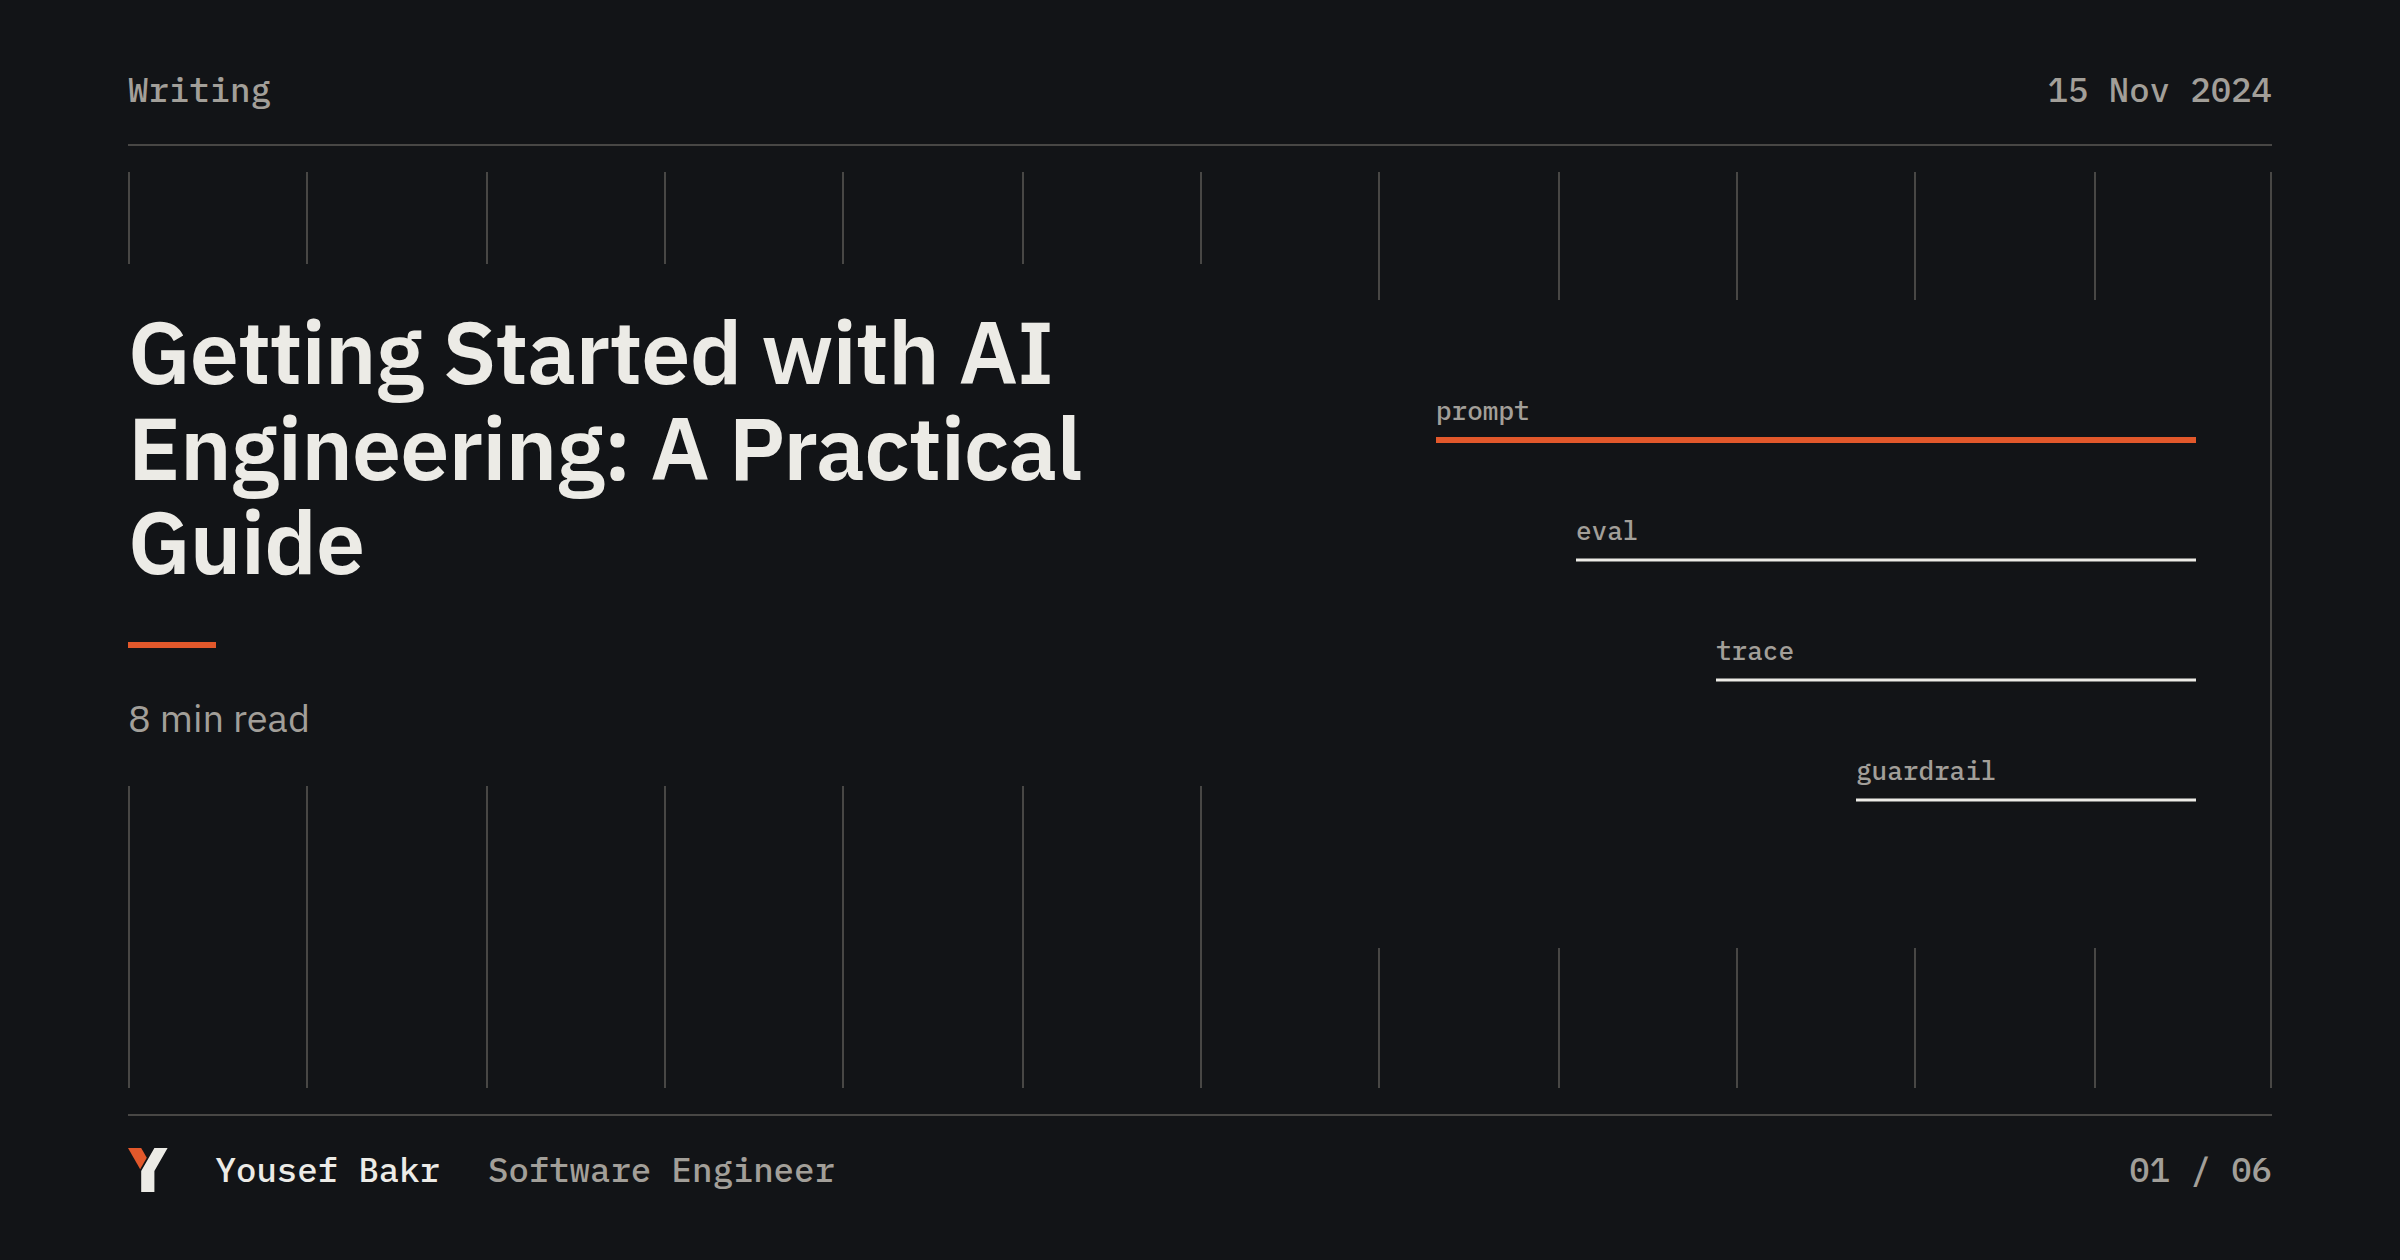 Writing
15 Nov 2024
Getting Started with AI
Engineering: A Practical
Guide
8 min read
prompt
eval
trace
guardrail
Y Yousef Bakr Software Engineer
01 / 06